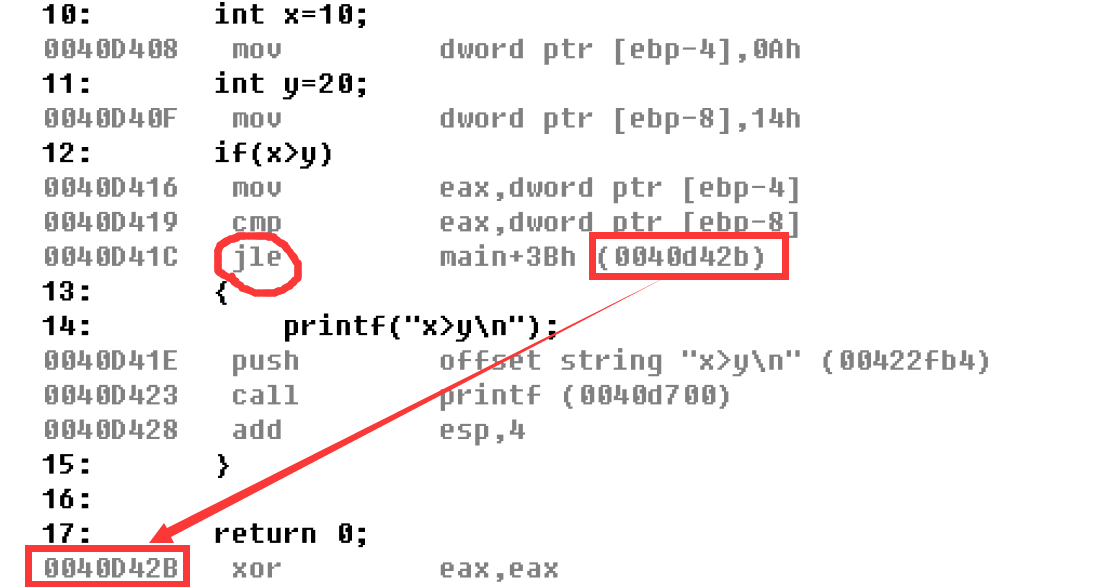 10: int x=10;
0040D408 mov dword ptr [ebp-4],0Ah
11: int y=20;
0040D40F mov dword ptr [ebp-8],14h
12: if(x>y)
0040D416 mov eax,dword ptr [ebp-4]
0040D419 cmp eax,dword ptr [ebp-8]
0040D41C jle main+3Bh (0040d42b)
13: {
14: printf("x>y\n");
0040D41E push offset string "x>y\n" (00422fb4)
0040D423 call printf (0040d700)
0040D428 add esp,4
15: }
16:
17: return 0;
0040D42B xor eax,eax